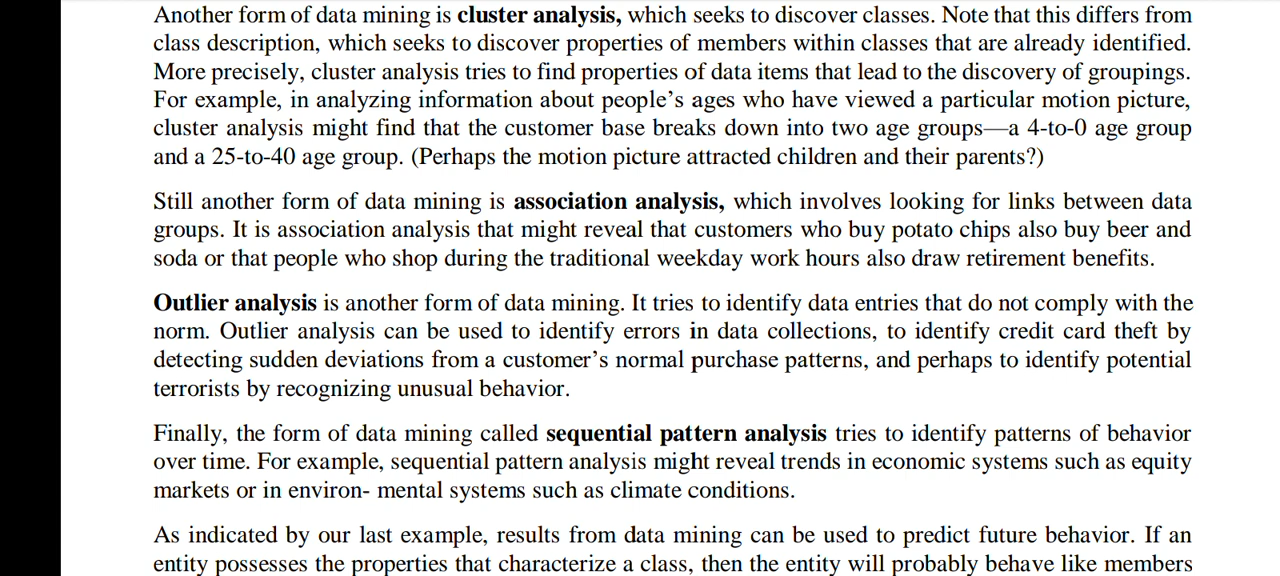 Another form of data mining is cluster analysis, which seeks to discover classes. Note that this differs from
class description, which seeks to discover properties of members within classes that are already identified.
More precisely, cluster analysis tries to find properties of data items that lead to the discovery of groupings.
For example, in analyzing information about people’s ages who have viewed a particular motion picture,
cluster analysis might find that the customer base breaks down into two age groups—a 4-to-0 age group
and a 25-to-40 age group. (Perhaps the motion picture attracted children and their parents?)
Still another form of data mining is association analysis, which involves looking for links between data
groups. It is association analysis that might reveal that customers who buy potato chips also buy beer and
soda or that people who shop during the traditional weekday work hours also draw retirement benefits.
Outlier analysis is another form of data mining. It tries to identify data entries that do not comply with the
norm. Outlier analysis can be used to identify errors in data collections, to identify credit card theft by
detecting sudden deviations from a customer’s normal purchase patterns, and perhaps to identify potential
terrorists by recognizing unusual behavior.
Finally, the form of data mining called sequential pattern analysis tries to identify patterns of behavior
over time. For example, sequential pattern analysis might reveal trends in economic systems such as equity
markets or in environ- mental systems such as climate conditions.
As indicated by our last example, results from data mining can be used to predict future behavior. If an
entity possesses the properties that characterize a class, then the entity will probably behave like members